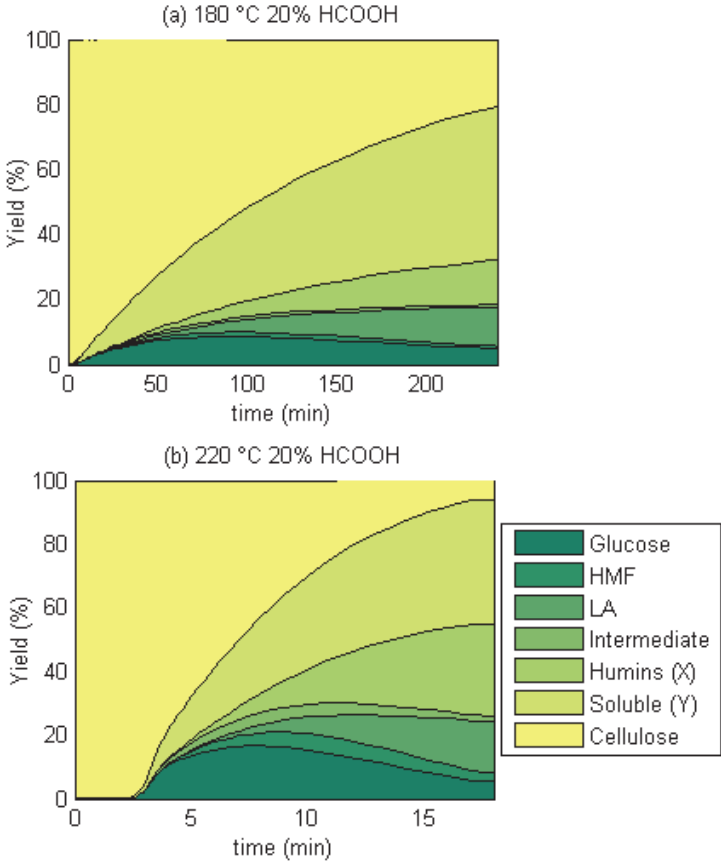 (a) 180 °C 20% HCOOH
100
80
60
40
20
0
Yield (%)
0 50 100 150 200
time (min)
(b) 220 °C 20% HCOOH
100
80
60
40
20
0
Yield (%)
0 5 10 15
time (min)
Glucose
HMF
LA
Intermediate
Humins (X)
Soluble (Y)
Cellulose